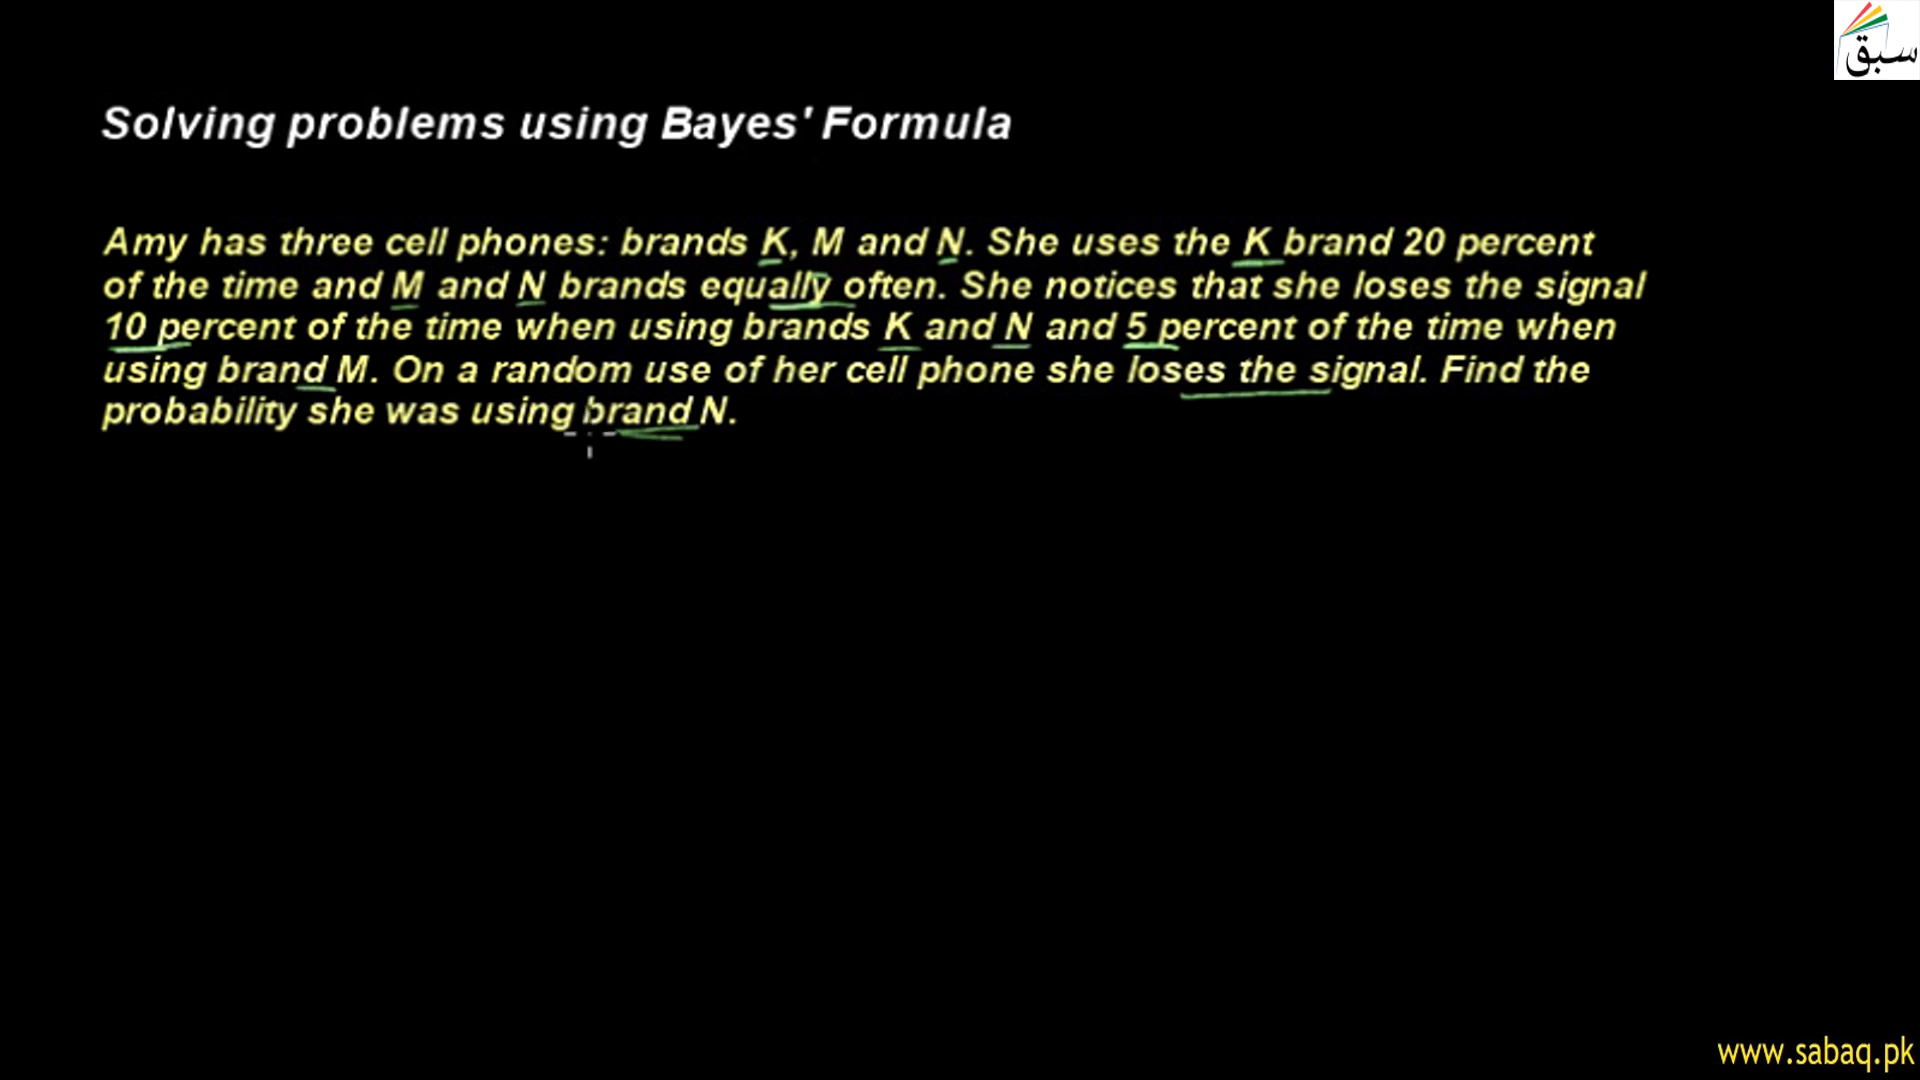 سبق
Solving problems using Bayes' Formula
Amy has three cell phones: brands K, M and N. She uses the K brand 20 percent
of the time and M and N brands equally often. She notices that she loses the signal
10 percent of the time when using brands K and N and 5 percent of the time when
using brand M. On a random use of her cell phone she loses the signal. Find the
probability she was using brand N.
www.sabaq.pk